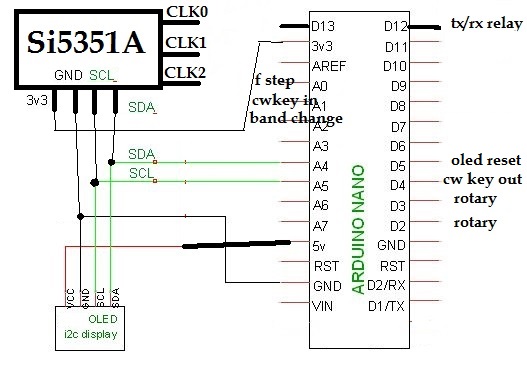 CLK0
Si5351A
CLK1
GND SCL
CLK2
3v3
SDA
SDA
SCL
VCC
GND
SCL
SDA
OLED
i2c display
f step
cwkey in
band change
D13
3v3
AREF
A0
A1
A2
A3
A4
A5
A6
A7
5v
RST
GND
VIN
ARDUINO NANO
D12
D11
D10
D9
D8
D7
D6
D5
D4
D3
D2
GND
RST
D2/RX
D1/TX
tx/rx relay
oled reset
cw key out
rotary
rotary